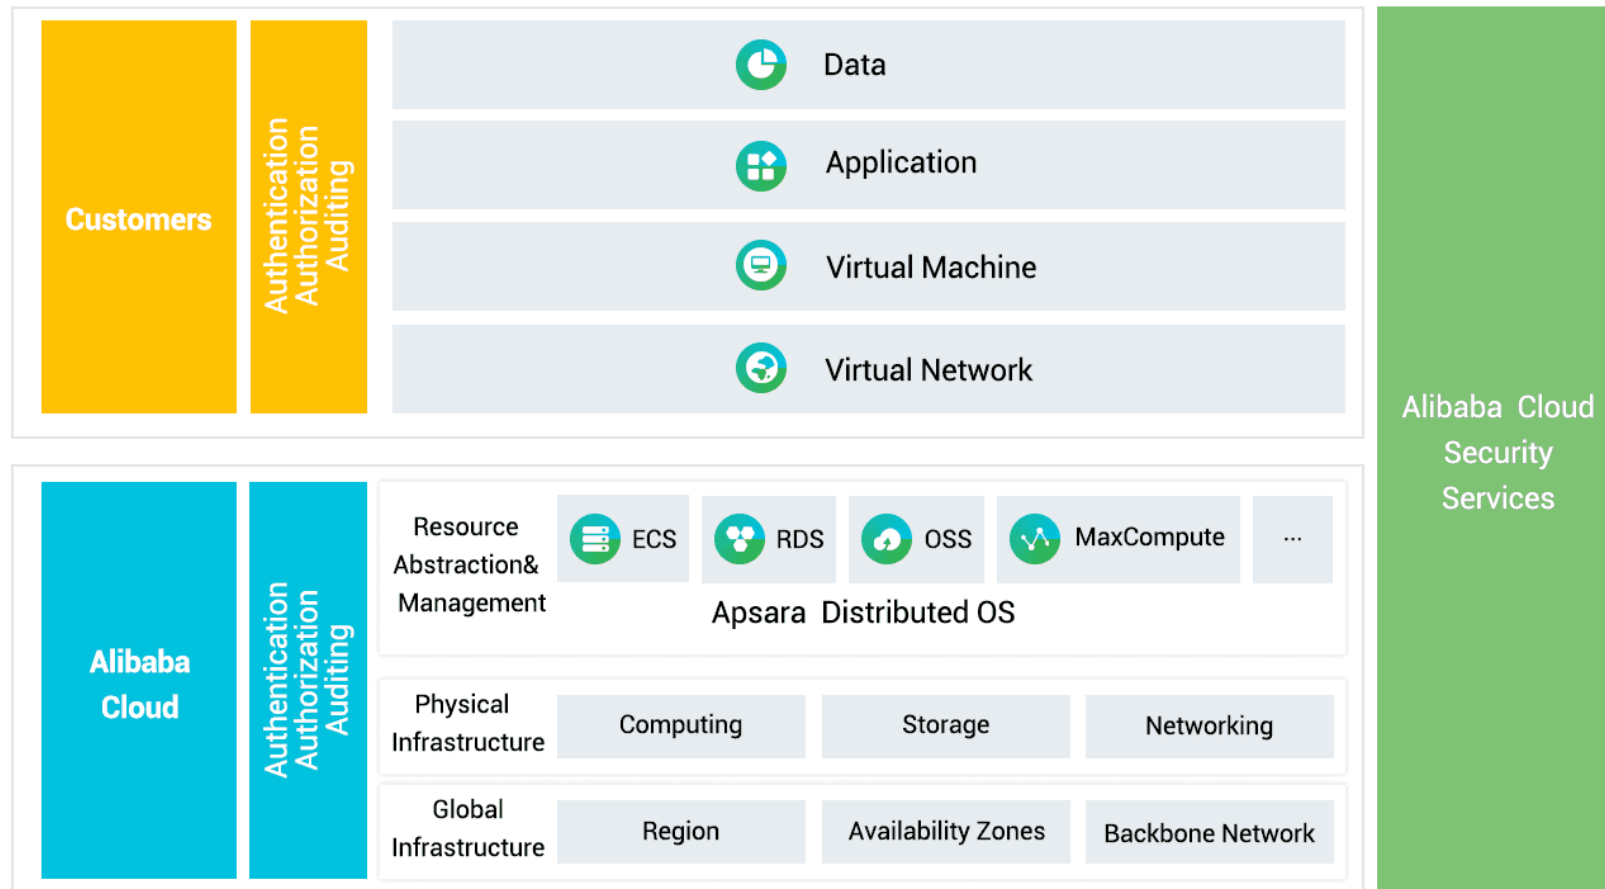 Customers
Authentication
Authorization
Auditing
Data
Application
Virtual Machine
Virtual Network
Alibaba
Cloud
Authentication
Authorization
Auditing
Resource
Abstraction&
Management
ECS
RDS
OSS
MaxCompute
...
Apsara Distributed OS
Physical
Infrastructure
Computing
Storage
Networking
Global
Infrastructure
Region
Availability Zones
Backbone Network
Alibaba Cloud
Security
Services